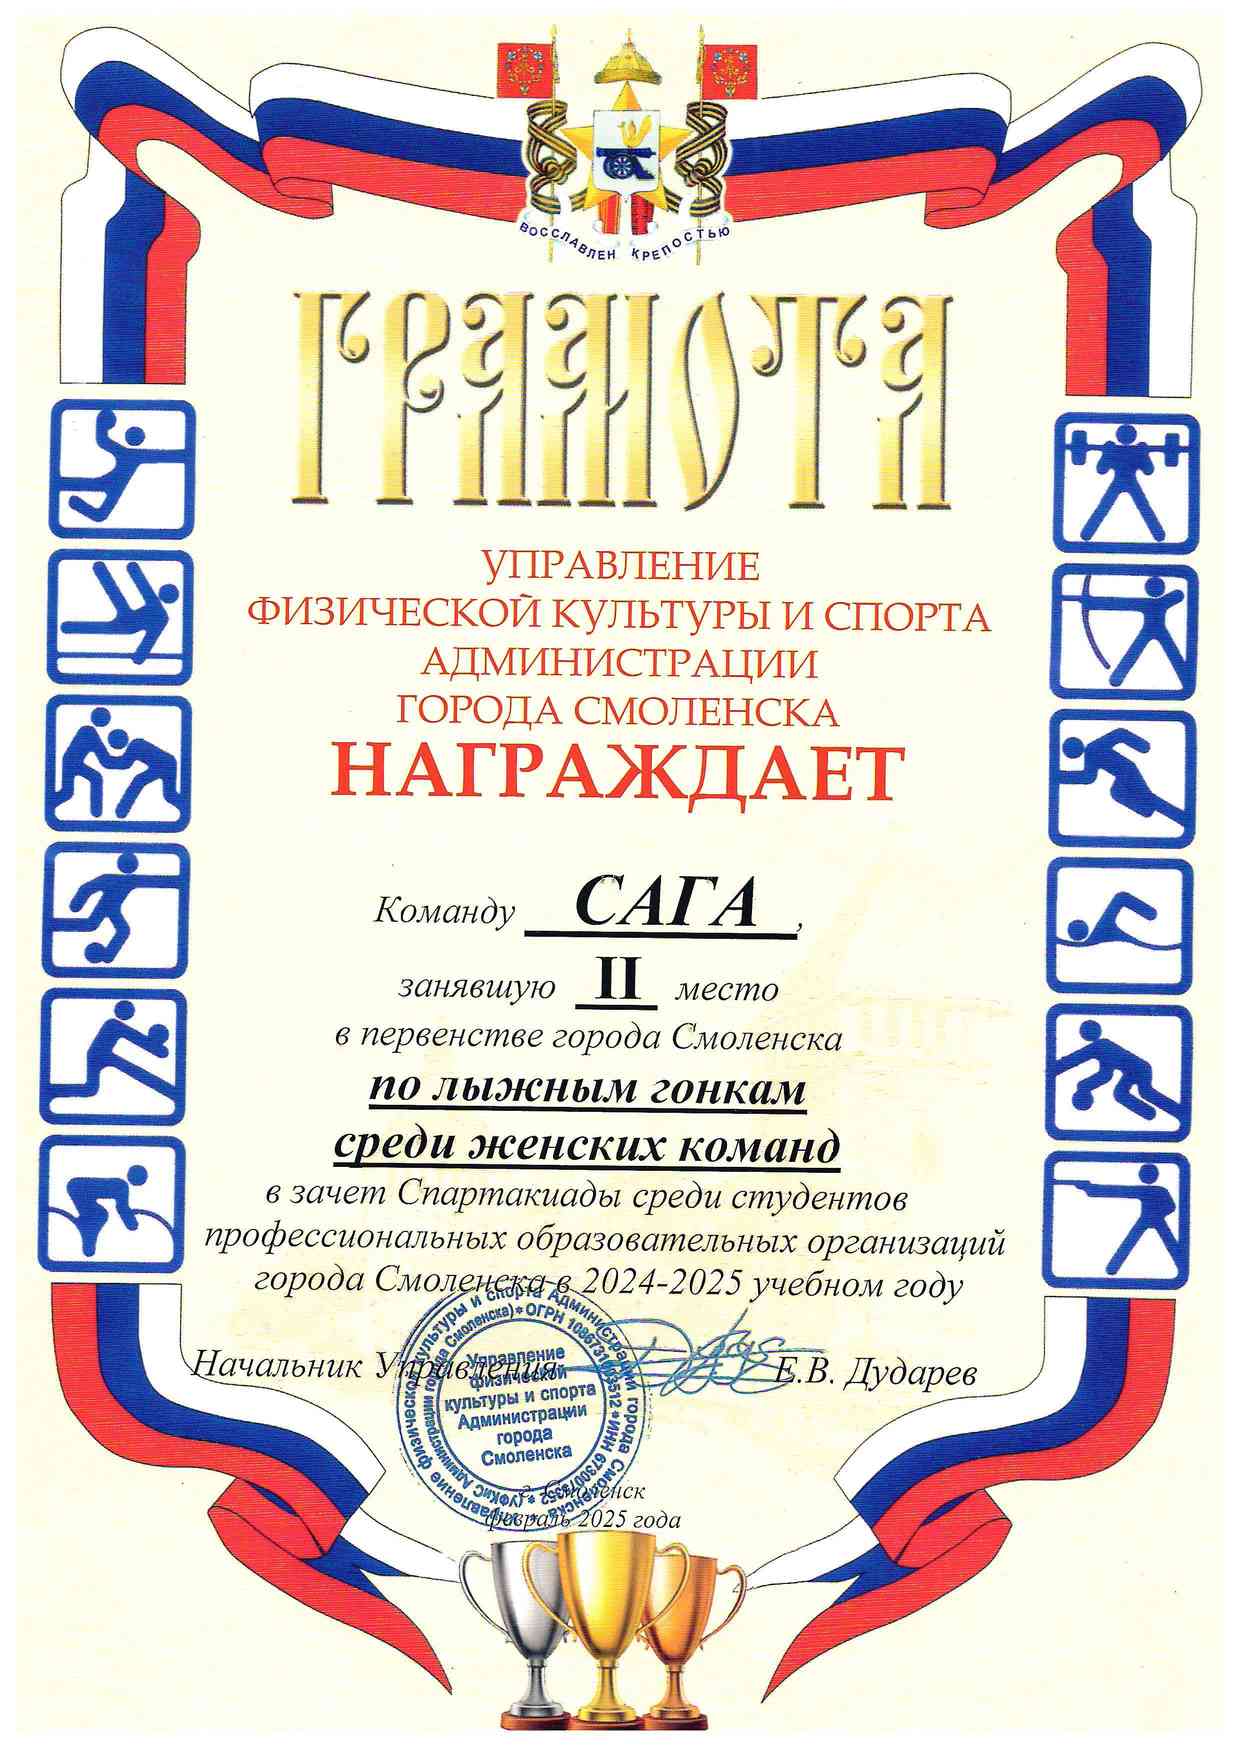 ВОССЛАВЛЕН КРЕПОСТЬЮ
ГРАМОТА
УПРАВЛЕНИЕ
ФИЗИЧЕСКОЙ КУЛЬТУРЫ И СПОРТА
АДМИНИСТРАЦИИ
ГОРОДА СМОЛЕНСКА
НАГРАЖДАЕТ
Команду САГА,
занявшую II место
в первенстве города Смоленска
по лыжным гонкам
среди женских команд
в зачет Спартакиады среди студентов
профессиональных образовательных организаций
города Смоленска в 2024-2025 учебном году
Начальник Управления Е.В. Дударев
Управление
физической
культуры и спорта
Администрации
города
Смоленска
г. Смоленск
февраль 2025 года